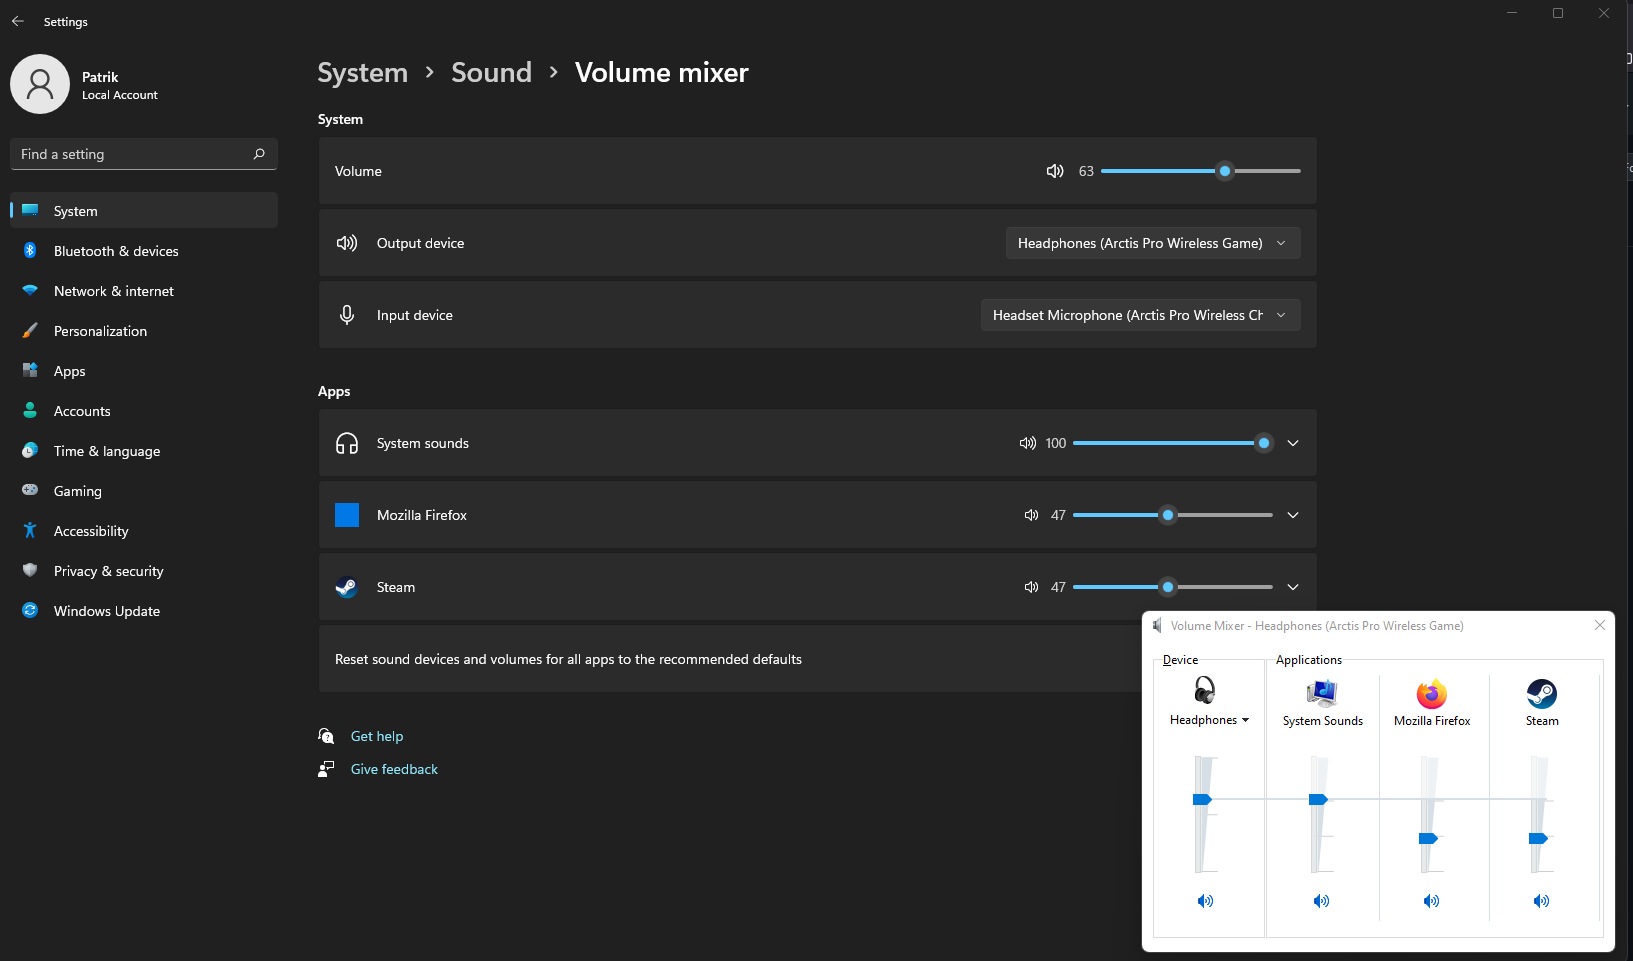 Settings
Patrik
Local Account
Find a setting
System
Bluetooth & devices
Network & internet
Personalization
Apps
Accounts
Time & language
Gaming
Accessibility
Privacy & security
Windows Update
System > Sound > Volume mixer
System
Volume 63
Output device Headphones (Arctis Pro Wireless Game)
Input device Headset Microphone (Arctis Pro Wireless Ch
Apps
System sounds 100
Mozilla Firefox 47
Steam 47
Reset sound devices and volumes for all apps to the recommended defaults
Get help
Give feedback
Volume Mixer - Headphones (Arctis Pro Wireless Game)
Device Applications
Headphones System Sounds Mozilla Firefox Steam